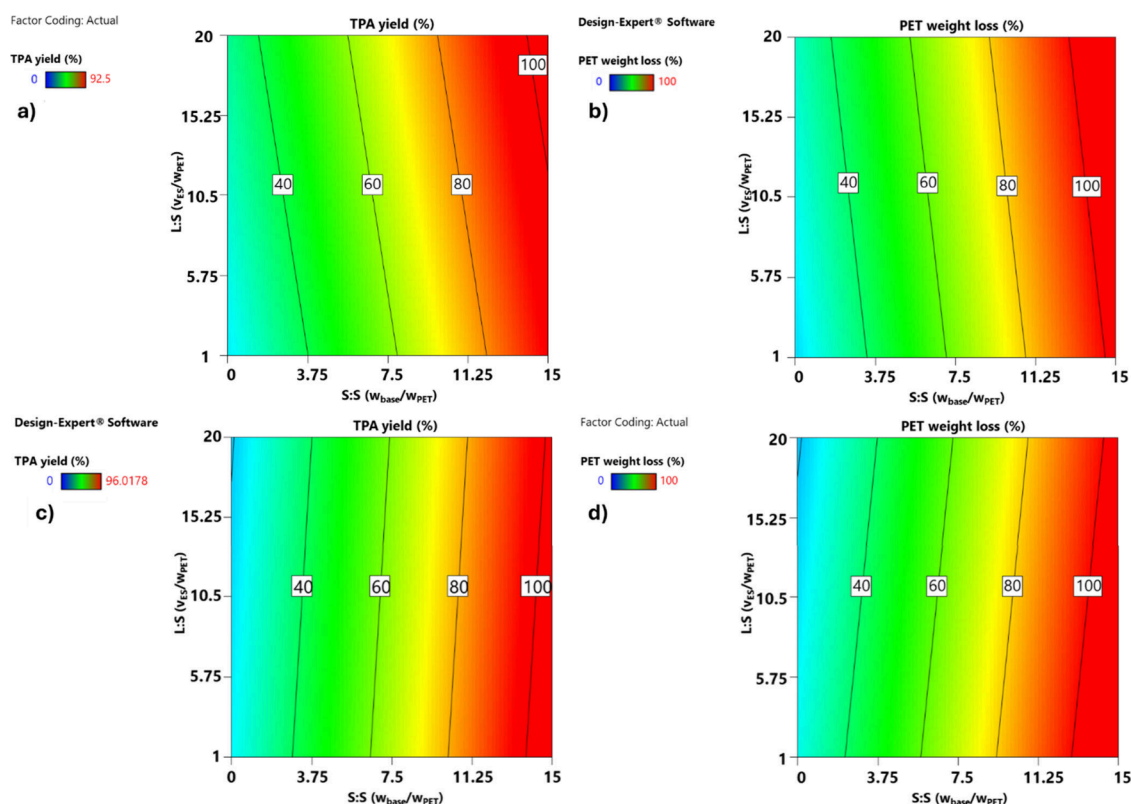 Factor Coding: Actual
TPA yield (%)
0 92.5
a)
TPA yield (%)
20
15.25
10.5
5.75
1
L:S (vES/wPET)
40
60
80
100
0 3.75 7.5 11.25 15
S:S (wbase/wPET)
Design-Expert® Software
PET weight loss (%)
0 100
b)
PET weight loss (%)
20
15.25
10.5
5.75
1
L:S (vES/wPET)
40
60
80
100
0 3.75 7.5 11.25 15
S:S (wbase/wPET)
Design-Expert® Software
TPA yield (%)
0 96.0178
c)
TPA yield (%)
20
15.25
10.5
5.75
1
L:S (vES/wPET)
40
60
80
100
0 3.75 7.5 11.25 15
S:S (wbase/wPET)
Factor Coding: Actual
PET weight loss (%)
0 100
d)
PET weight loss (%)
20
15.25
10.5
5.75
1
L:S (vES/wPET)
40
60
80
100
0 3.75 7.5 11.25 15
S:S (wbase/wPET)